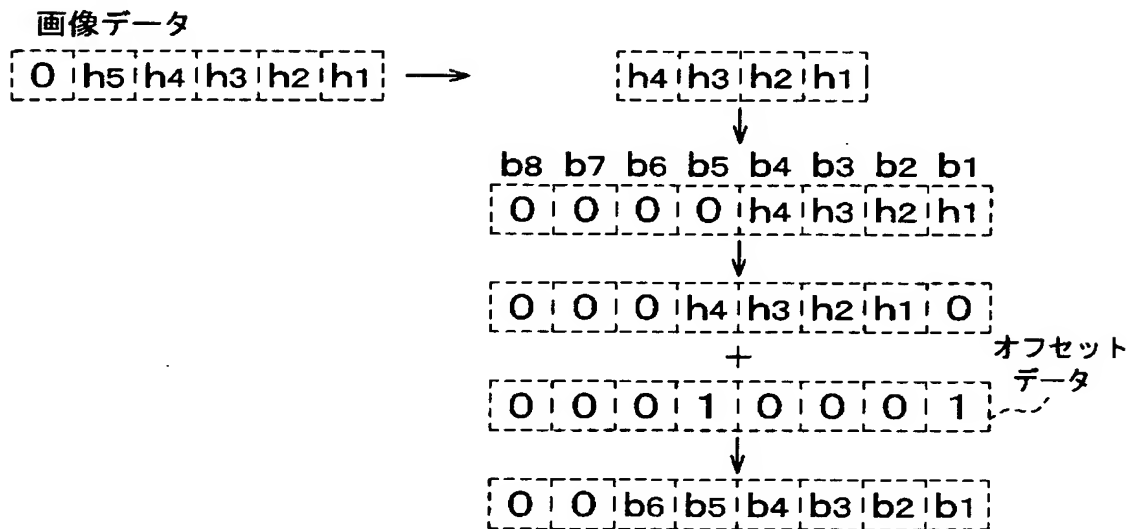 画像データ
0 h5 h4 h3 h2 h1 → h4 h3 h2 h1
b8 b7 b6 b5 b4 b3 b2 b1
0 0 0 0 h4 h3 h2 h1
0 0 0 h4 h3 h2 h1 0
+
オフセット
データ
0 0 0 1 0 0 0 1
0 0 b6 b5 b4 b3 b2 b1